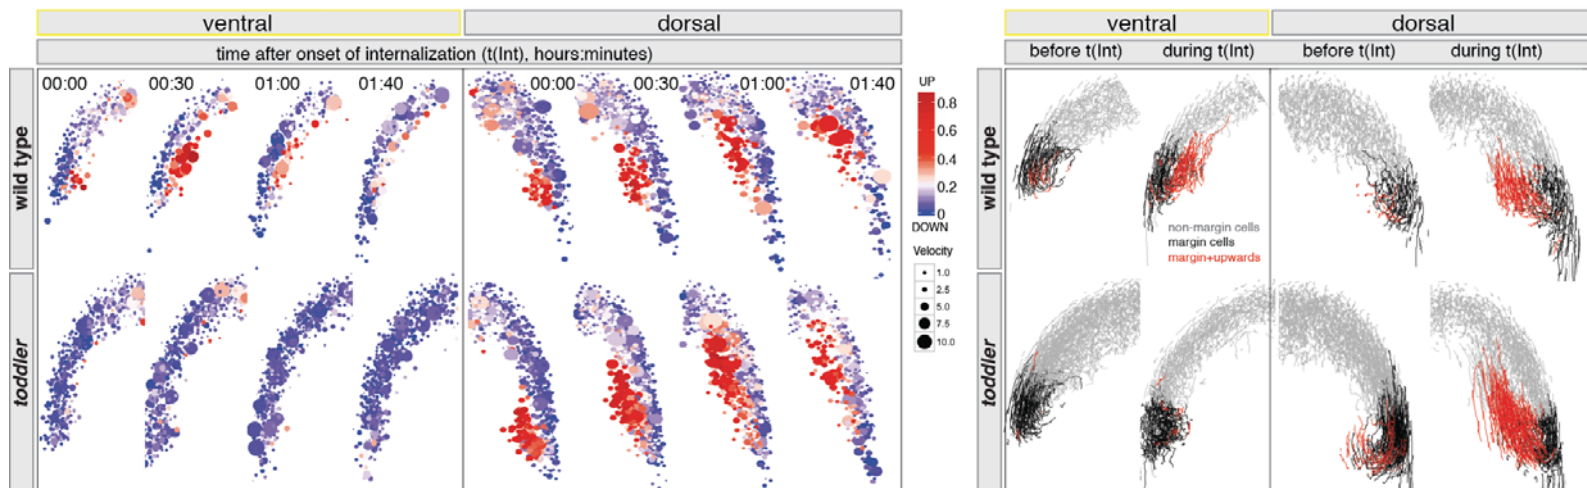 ventral
dorsal
time after onset of internalization (t(Int), hours:minutes)
wild type
00:00
00:30
01:00
01:40
00:00
00:30
01:00
01:40
toddler
UP
0.8
0.6
0.4
0.2
0
DOWN
Velocity
1.0
2.5
5.0
7.5
10.0
ventral
dorsal
before t(Int)
during t(Int)
before t(Int)
during t(Int)
wild type
non-margin cells
margin cells
margin+upwards
toddler